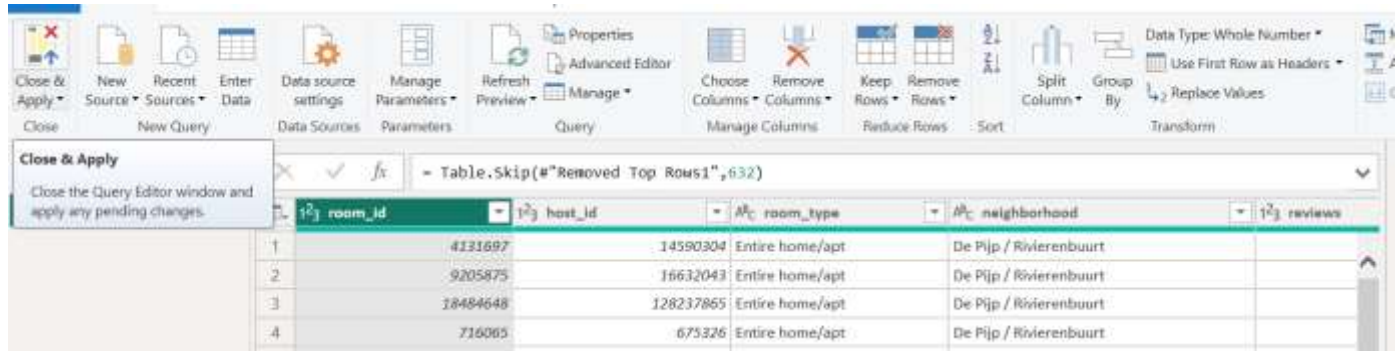 Close & Apply
New Source
Recent Sources
Enter Data
Data source settings
Manage Parameters
Refresh Preview
Properties
Advanced Editor
Manage
Choose Columns
Remove Columns
Keep Rows
Remove Rows
Split Column
Group By
Data Type: Whole Number
Use First Row as Headers
Replace Values
Close
New Query
Data Sources
Parameters
Query
Manage Columns
Reduce Rows
Sort
Transform
Close & Apply
Close the Query Editor window and
apply any pending changes.
fx = Table.Skip(#"Removed Top Rows1",632)
123 room_id 123 host_id ABC room_type ABC neighborhood 123 reviews
1 4131697 14590304 Entire home/apt De Pijp / Rivierenbuurt
2 9205875 16632043 Entire home/apt De Pijp / Rivierenbuurt
3 18484648 128237865 Entire home/apt De Pijp / Rivierenbuurt
4 716065 675326 Entire home/apt De Pijp / Rivierenbuurt